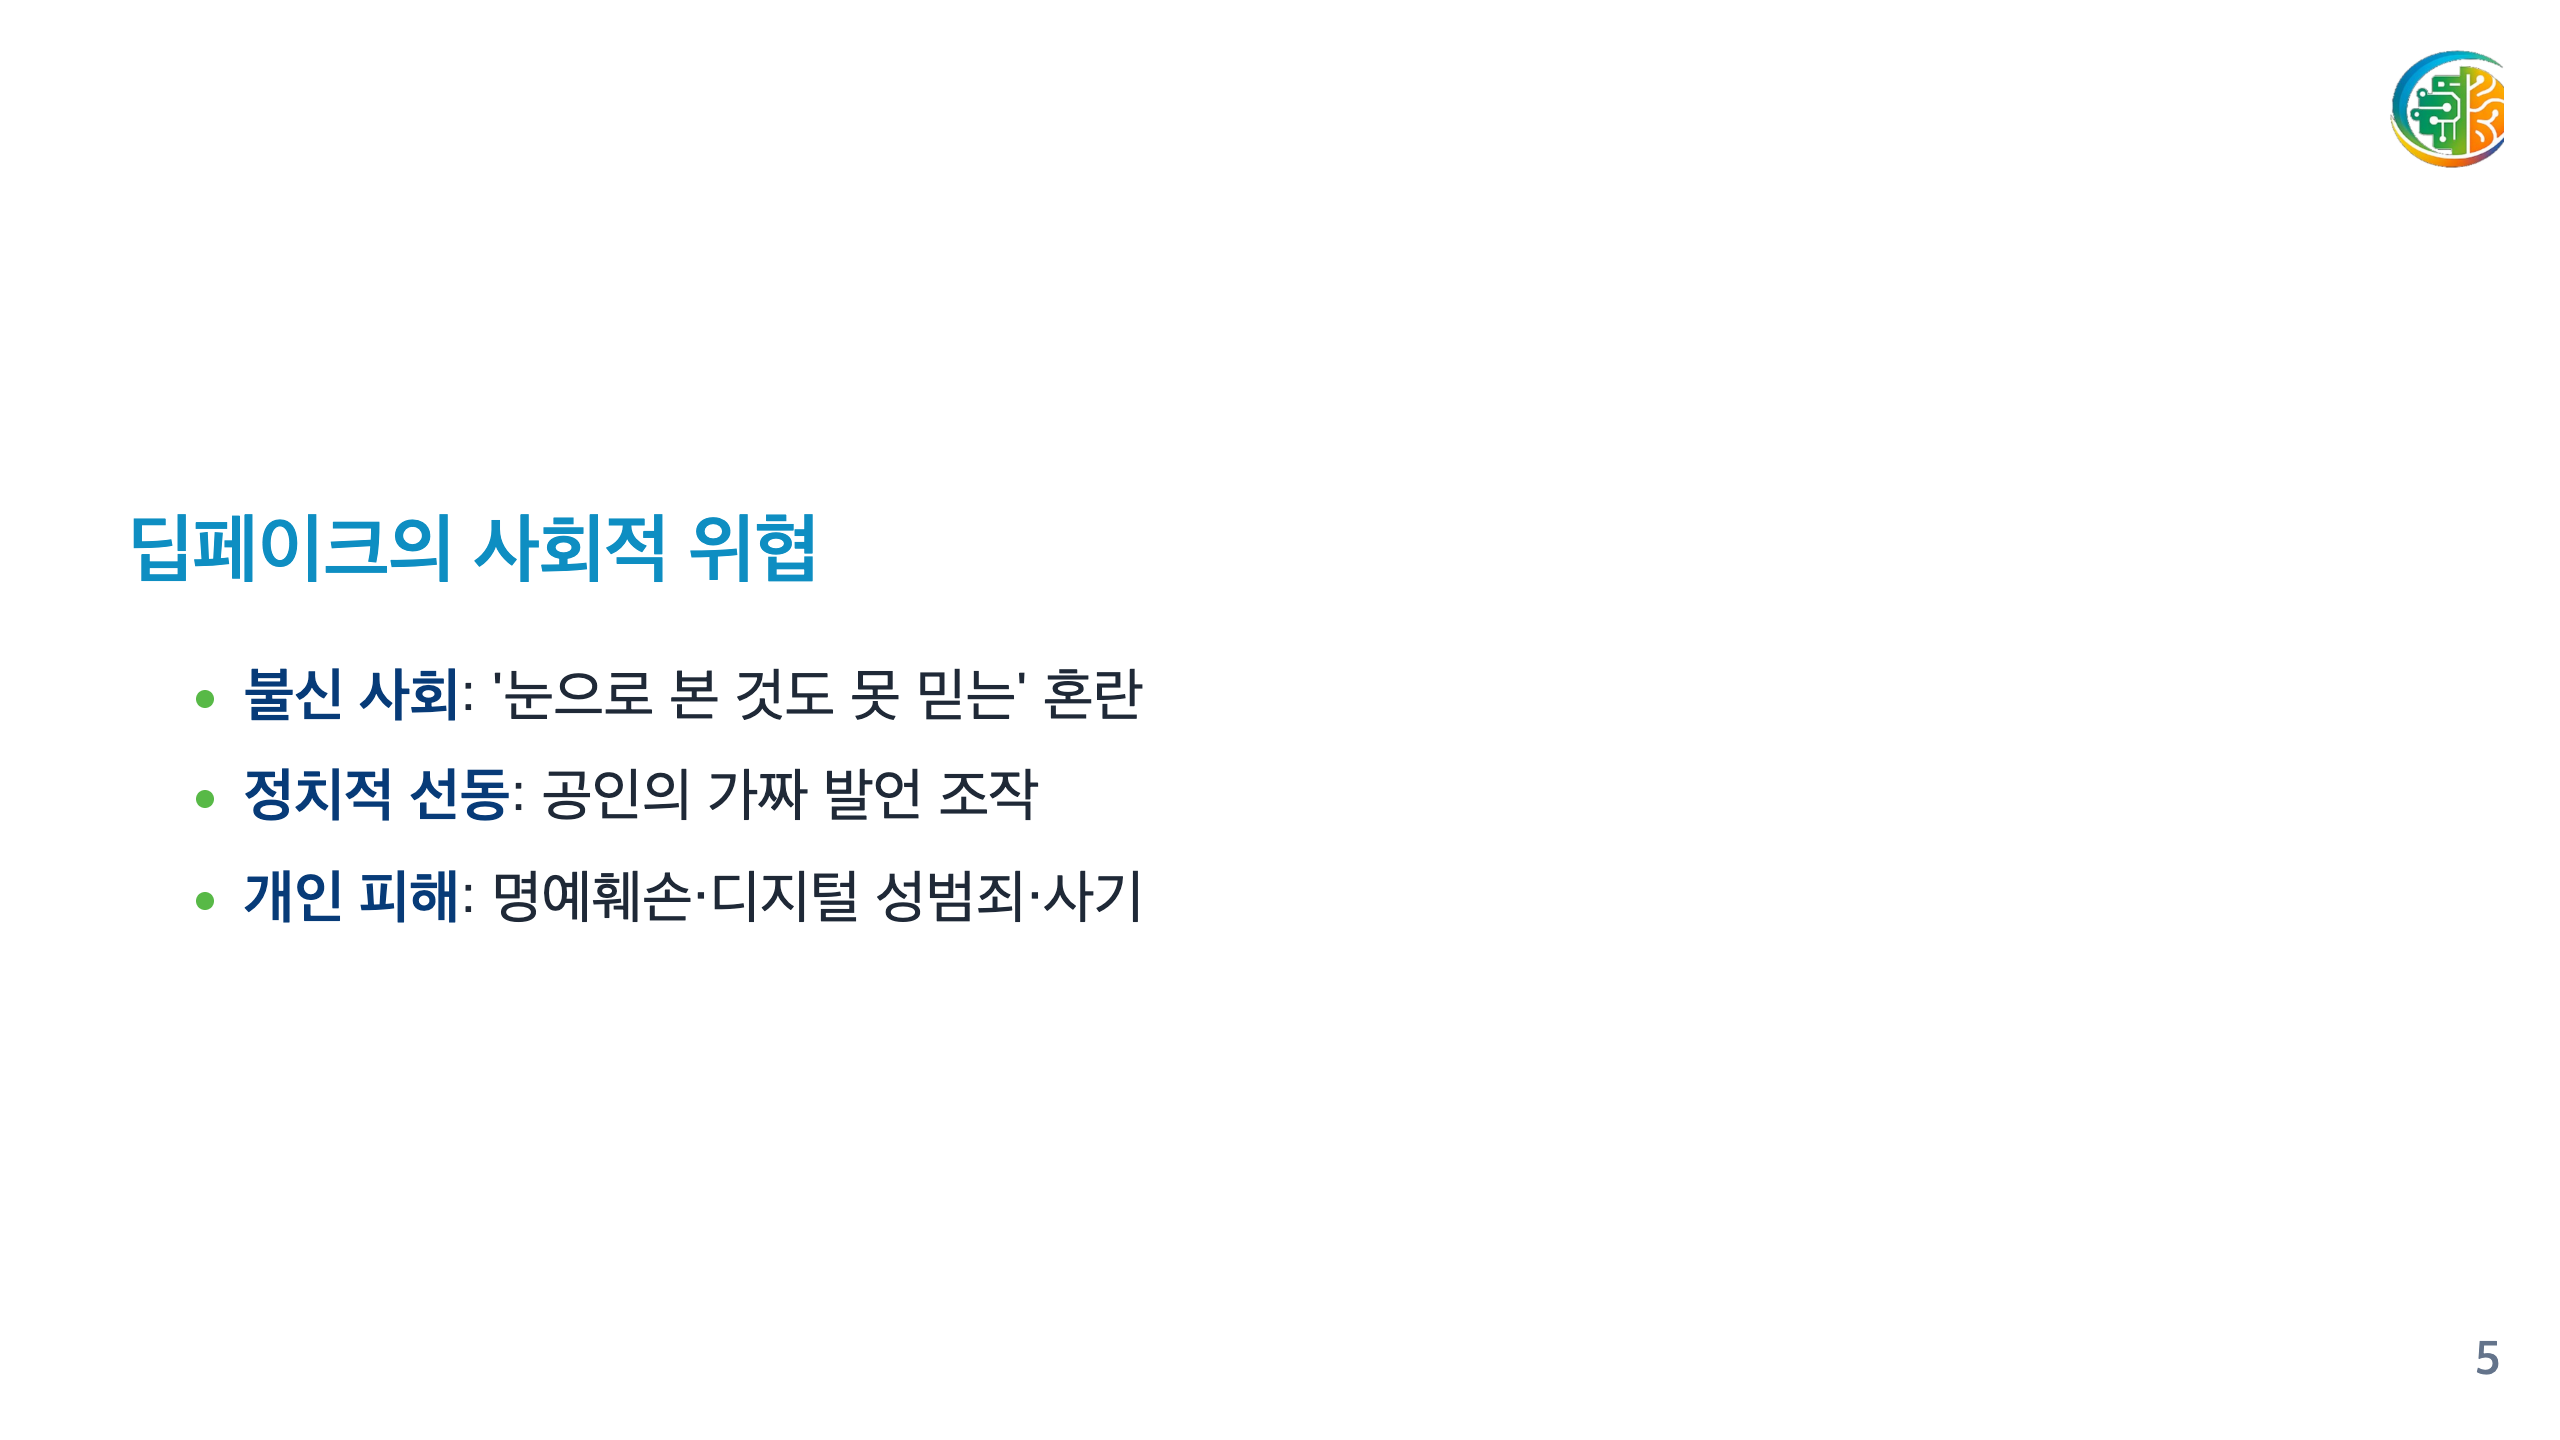 딥페이크의 사회적 위협
• 불신 사회: '눈으로 본 것도 못 믿는' 혼란
• 정치적 선동: 공인의 가짜 발언 조작
• 개인 피해: 명예훼손·디지털 성범죄·사기
5